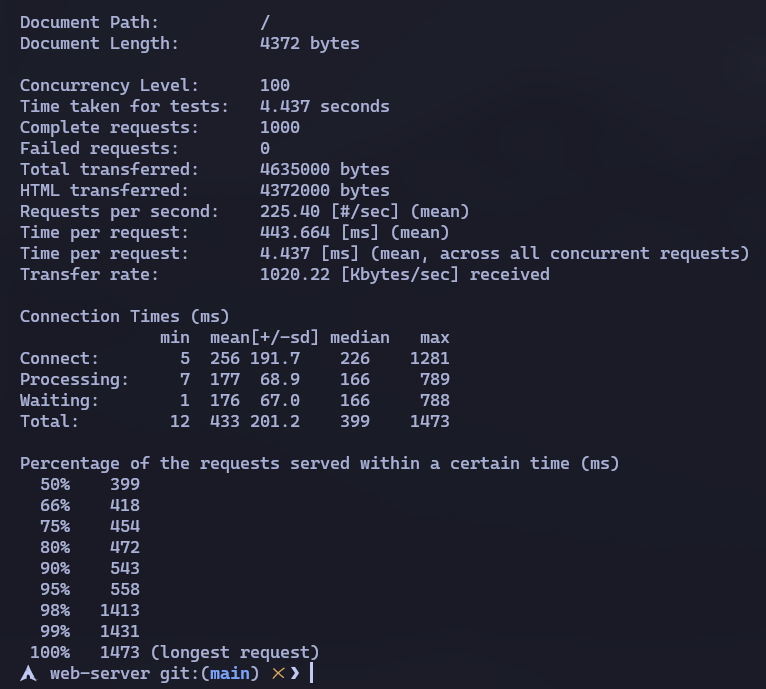 Document Path:          /
Document Length:        4372 bytes

Concurrency Level:      100
Time taken for tests:   4.437 seconds
Complete requests:      1000
Failed requests:        0
Total transferred:      4635000 bytes
HTML transferred:       4372000 bytes
Requests per second:    225.40 [#/sec] (mean)
Time per request:       443.664 [ms] (mean)
Time per request:       4.437 [ms] (mean, across all concurrent requests)
Transfer rate:          1020.22 [Kbytes/sec] received

Connection Times (ms)
              min  mean[+/-sd] median   max
Connect:        5  256 191.7    226    1281
Processing:     7  177  68.9    166     789
Waiting:        1  176  67.0    166     788
Total:         12  433 201.2    399    1473

Percentage of the requests served within a certain time (ms)
  50%    399
  66%    418
  75%    454
  80%    472
  90%    543
  95%    558
  98%   1413
  99%   1431
 100%   1473 (longest request)
web-server git:(main) ✕❯